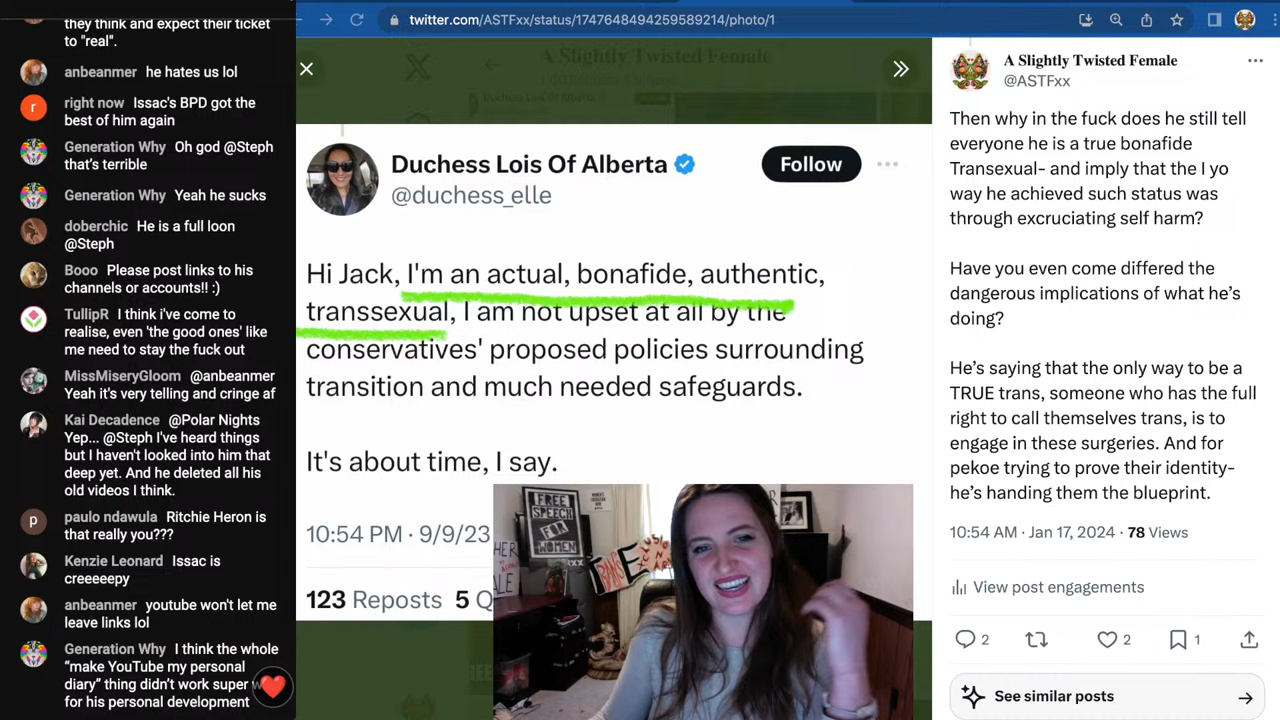 they think and expect their ticket
to "real".
anbeanmer he hates us lol
right now Issac's BPD got the
best of him again
Generation Why Oh god @Steph
that's terrible
Generation Why Yeah he sucks
doberchic He is a full loon
@Steph
Booo Please post links to his
channels or accounts!! :)
TullipR I think i've come to
realise, even 'the good ones' like
me need to stay the fuck out
MissMiseryGloom @anbeanmer
Yeah it's very telling and cringe af
Kai Decadence @Polar Nights
Yep... @Steph I've heard things
but I haven't looked into him that
deep yet. And he deleted all his
old videos I think.
paulo ndawula Ritchie Heron is
that really you???
Kenzie Leonard Issac is
creeeeepy
anbeanmer youtube won't let me
leave links lol
Generation Why I think the whole
“make YouTube my personal
diary” thing didn’t work super
for his personal development
twitter.com/ASTFxx/status/1747648494259589214/photo/1
A Slightly Twisted Female
Duchess Lois Of Alberta
Duchess Lois Of Alberta
@duchess_elle
Follow
Hi Jack, I'm an actual, bonafide, authentic,
transsexual, I am not upset at all by the
conservatives' proposed policies surrounding
transition and much needed safeguards.
It's about time, I say.
10:54 PM · 9/9/23
123 Reposts 5 Q
FREE
SPEECH
FOR
WOMEN
A Slightly Twisted Female
@ASTFxx
Then why in the fuck does he still tell
everyone he is a true bonafide
Transexual- and imply that the I yo
way he achieved such status was
through excruciating self harm?
Have you even come differed the
dangerous implications of what he’s
doing?
He’s saying that the only way to be a
TRUE trans, someone who has the full
right to call themselves trans, is to
engage in these surgeries. And for
pekoe trying to prove their identity-
he’s handing them the blueprint.
10:54 AM · Jan 17, 2024 · 78 Views
View post engagements
2
2
1
See similar posts